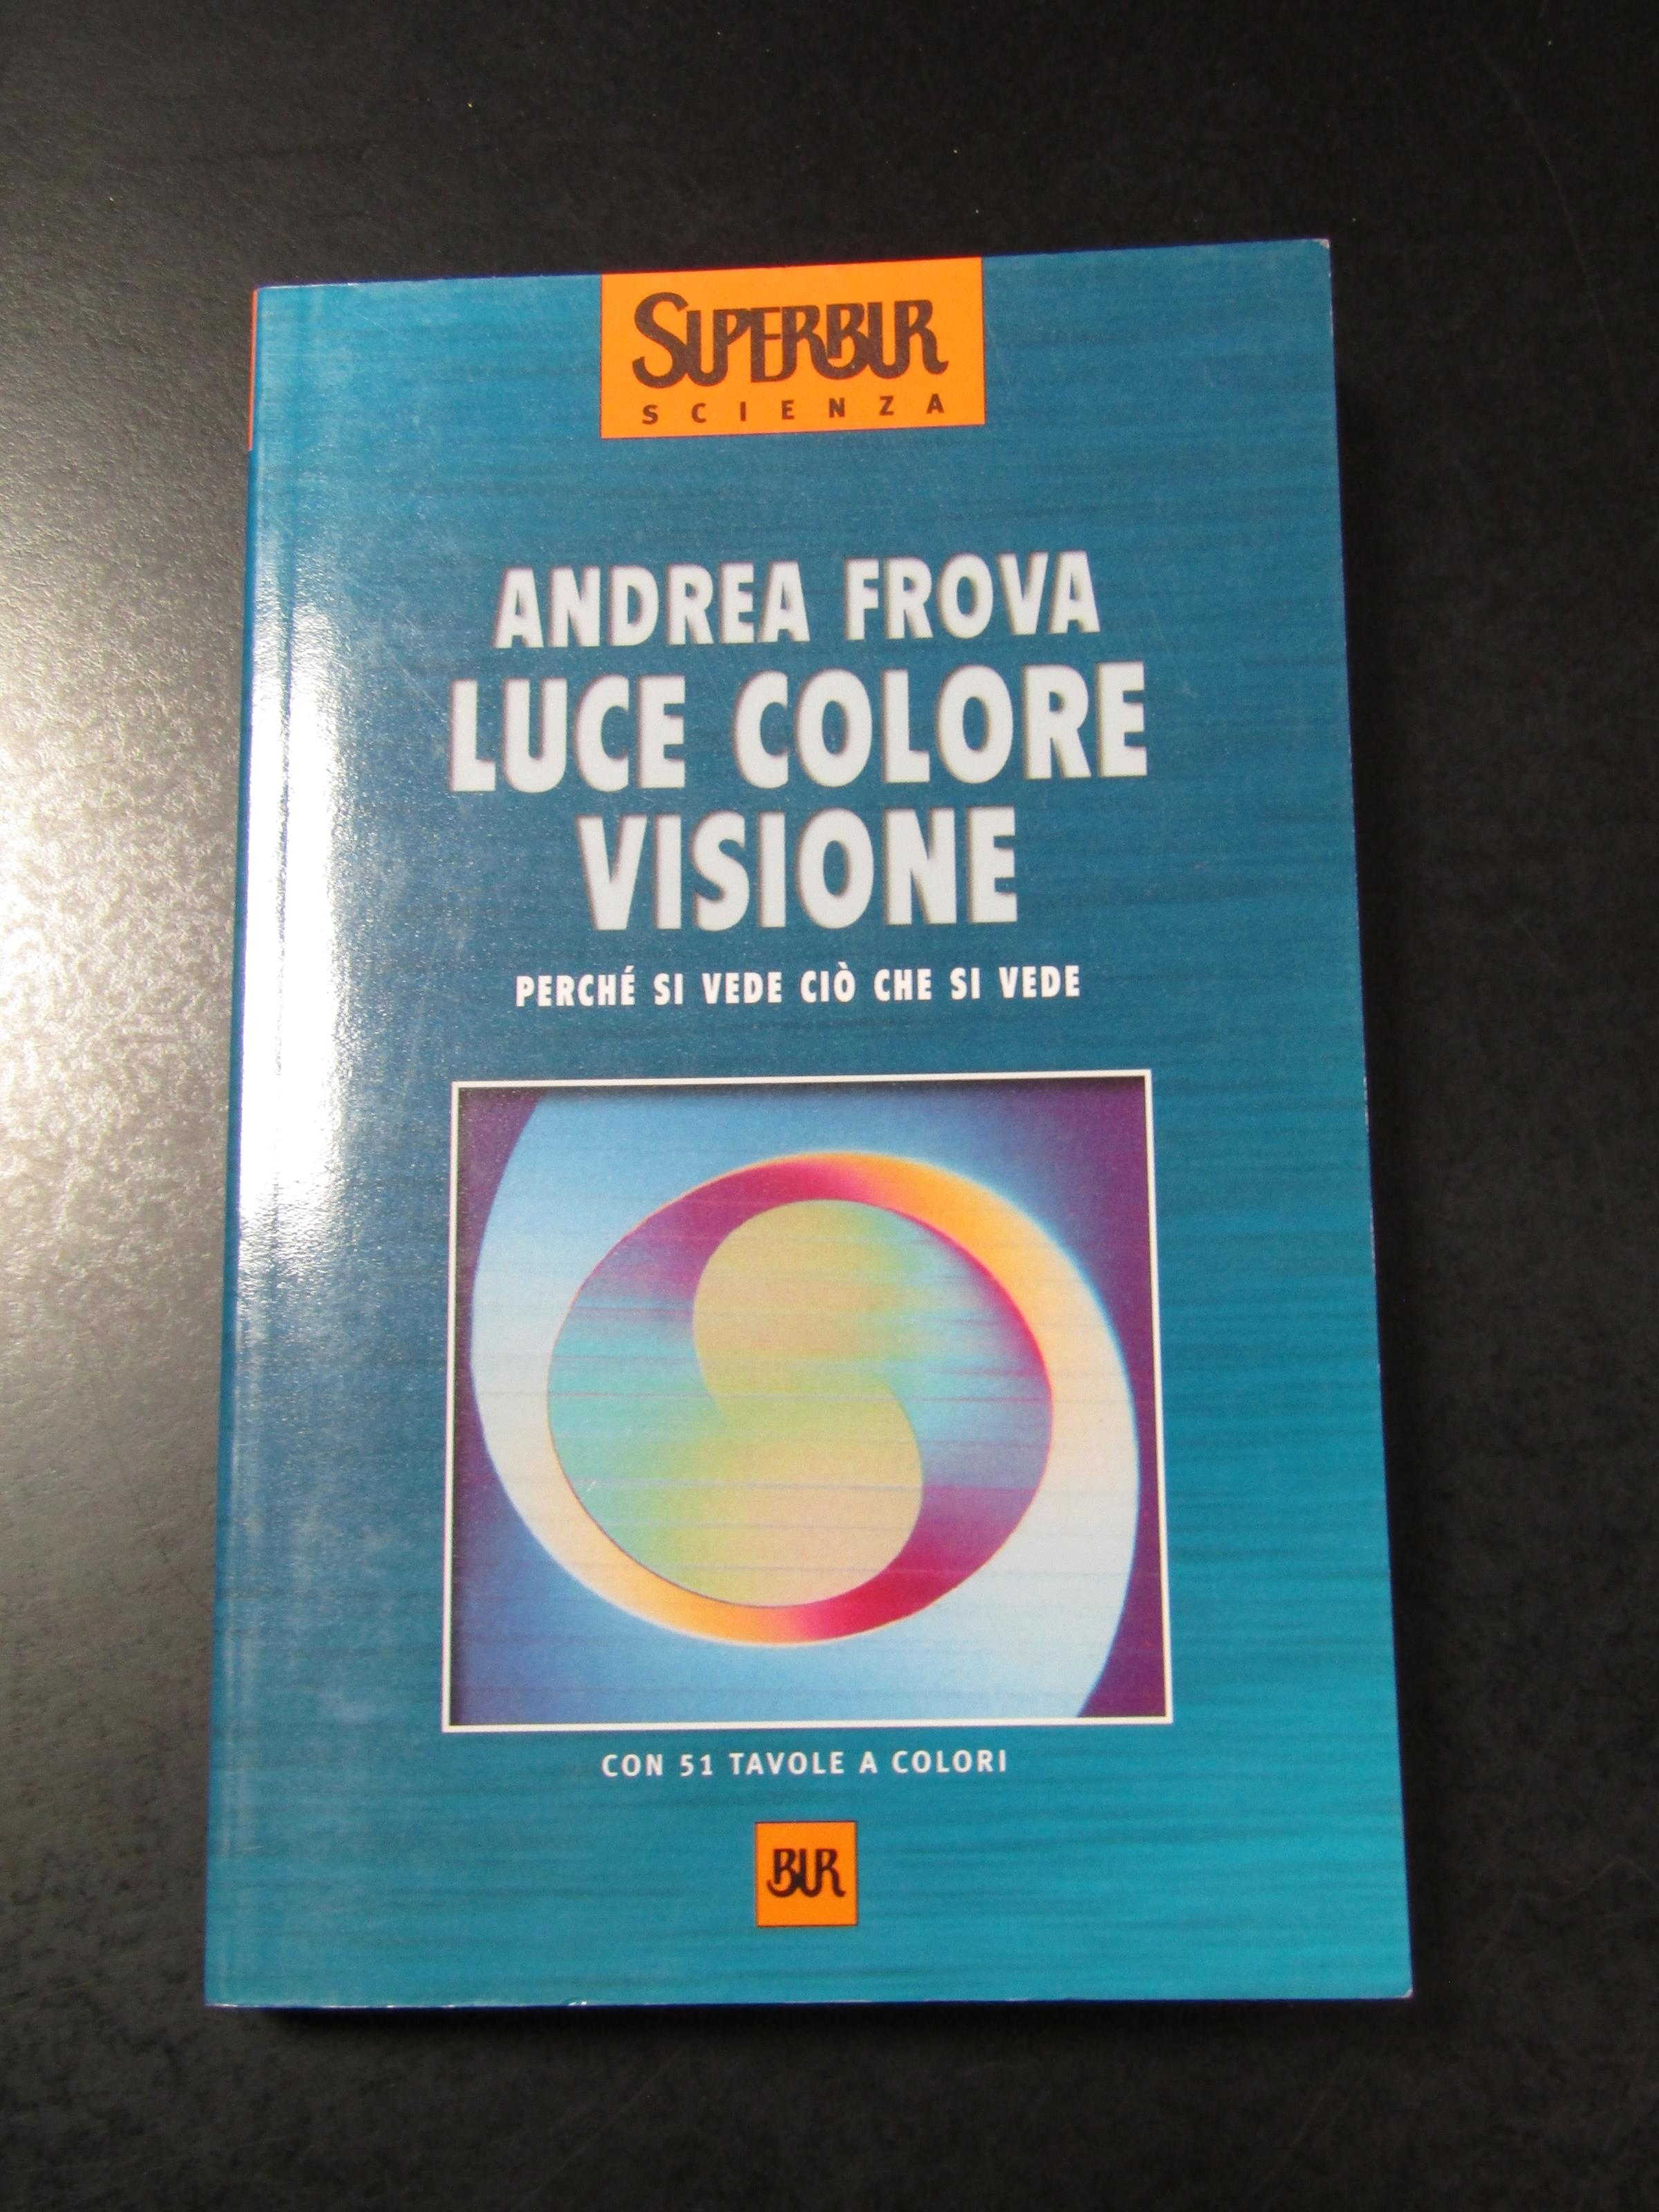 SUPERBUR
SCIENZA
ANDREA FROVA
LUCE COLORE
VISIONE
PERCHÉ SI VEDE CIÒ CHE SI VEDE
CON 51 TAVOLE A COLORI
BUR